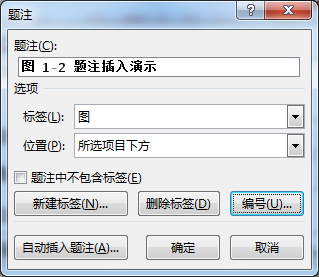 题注
题注(C):
图 1-2 题注插入演示
选项
标签(L): 图
位置(P): 所选项目下方
题注中不包含标签(E)
新建标签(N)... 删除标签(D) 编号(U)...
自动插入题注(A)... 确定 取消